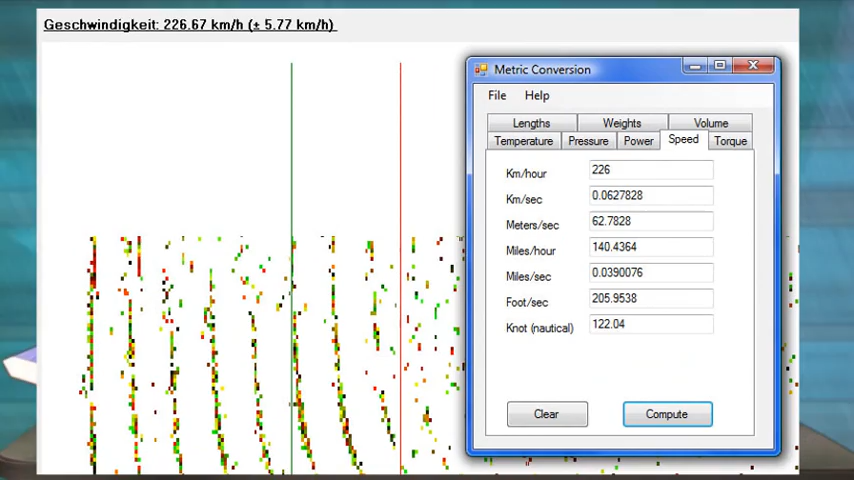 Geschwindigkeit: 226.67 km/h (± 5.77 km/h)
Metric Conversion
File Help
Lengths Weights Volume
Temperature Pressure Power Speed Torque
Km/hour 226
Km/sec 0.0627828
Meters/sec 62.7828
Miles/hour 140.4364
Miles/sec 0.0390076
Foot/sec 205.9538
Knot (nautical) 122.04
Clear Compute